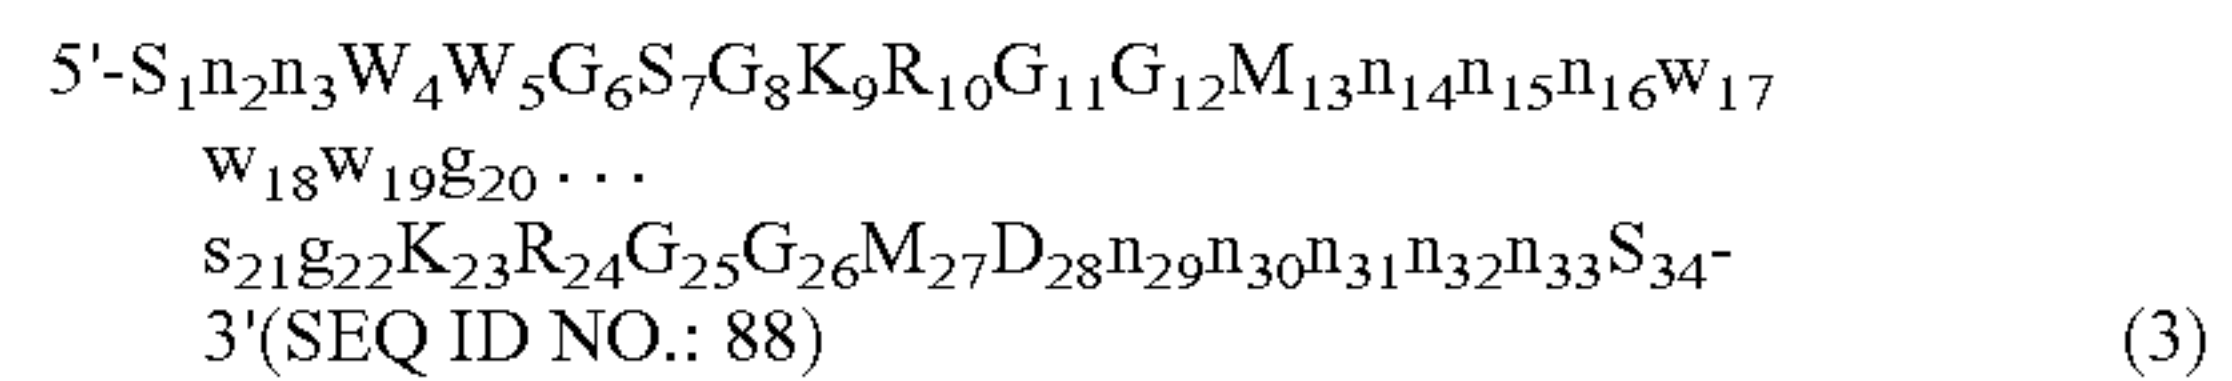 5'-S₁n₂n₃W₄W₅G₆S₇G₈K₉R₁₀G₁₁G₁₂M₁₃n₁₄n₁₅n₁₆w₁₇
w₁₈w₁₉g₂₀ . . .
s₂₁g₂₂K₂₃R₂₄G₂₅G₂₆M₂₇D₂₈n₂₉n₃₀n₃₁n₃₂n₃₃S₃₄-
3'(SEQ ID NO.: 88) (3)